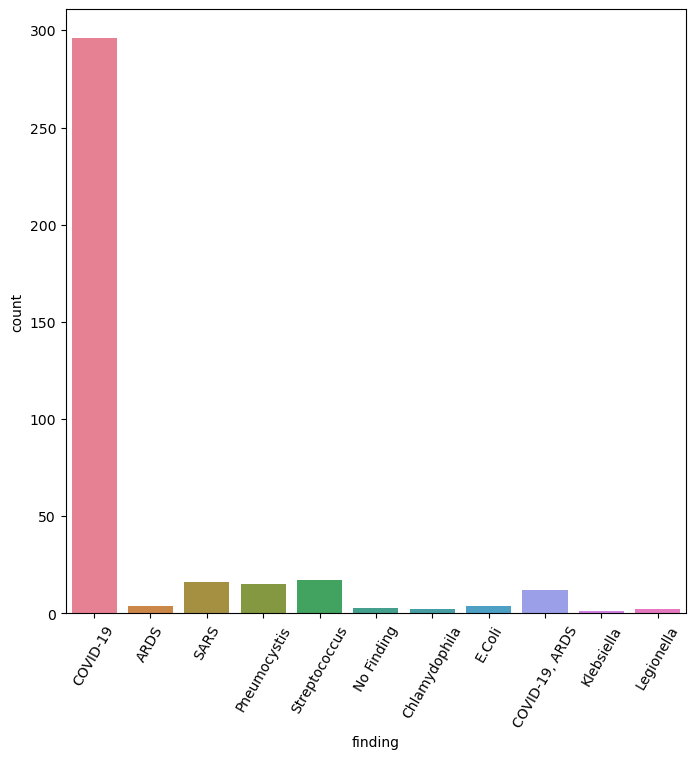 300
250
200
150
100
50
0
count
COVID-19
ARDS
SARS
Pneumocystis
Streptococcus
No Finding
Chlamydophila
E.Coli
COVID-19, ARDS
Klebsiella
Legionella
finding